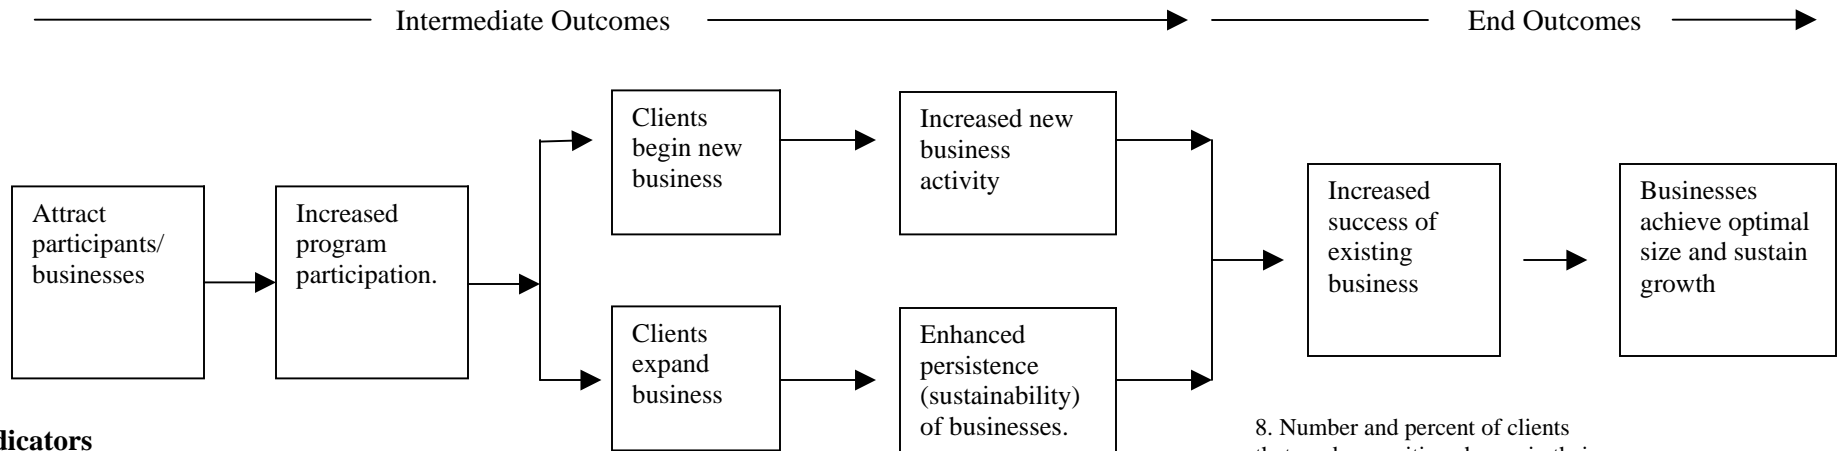 Intermediate Outcomes
End Outcomes
Attract
participants/
businesses
Increased
program
participation.
Clients
begin new
business
Increased new
business
activity
Clients
expand
business
Enhanced
persistence
(sustainability)
of businesses.
Increased
success of
existing
business
Businesses
achieve optimal
size and sustain
growth
dicators
8. Number and percent of clients